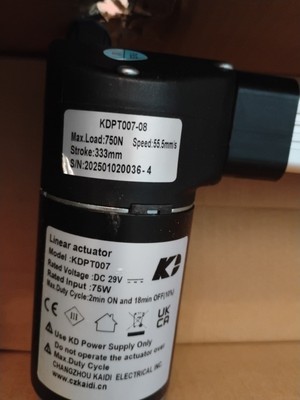 KDPT007-08
Max.Load:750N Speed:55.5mm/s
Stroke:333mm
S/N:202501020036-4
Linear actuator
Model :KDPT007
Rated Voltage :DC 29V
Rated Input :75W
Max.Duty Cycle:2min ON and 18min OFF(10%)
KD
CE
UK
CA
Use KD Power Supply Only
Do not operate the actuator over
Max.Duty Cycle
CHANGZHOU KAIDI ELECTRICAL INC.
www.czkaidi.cn